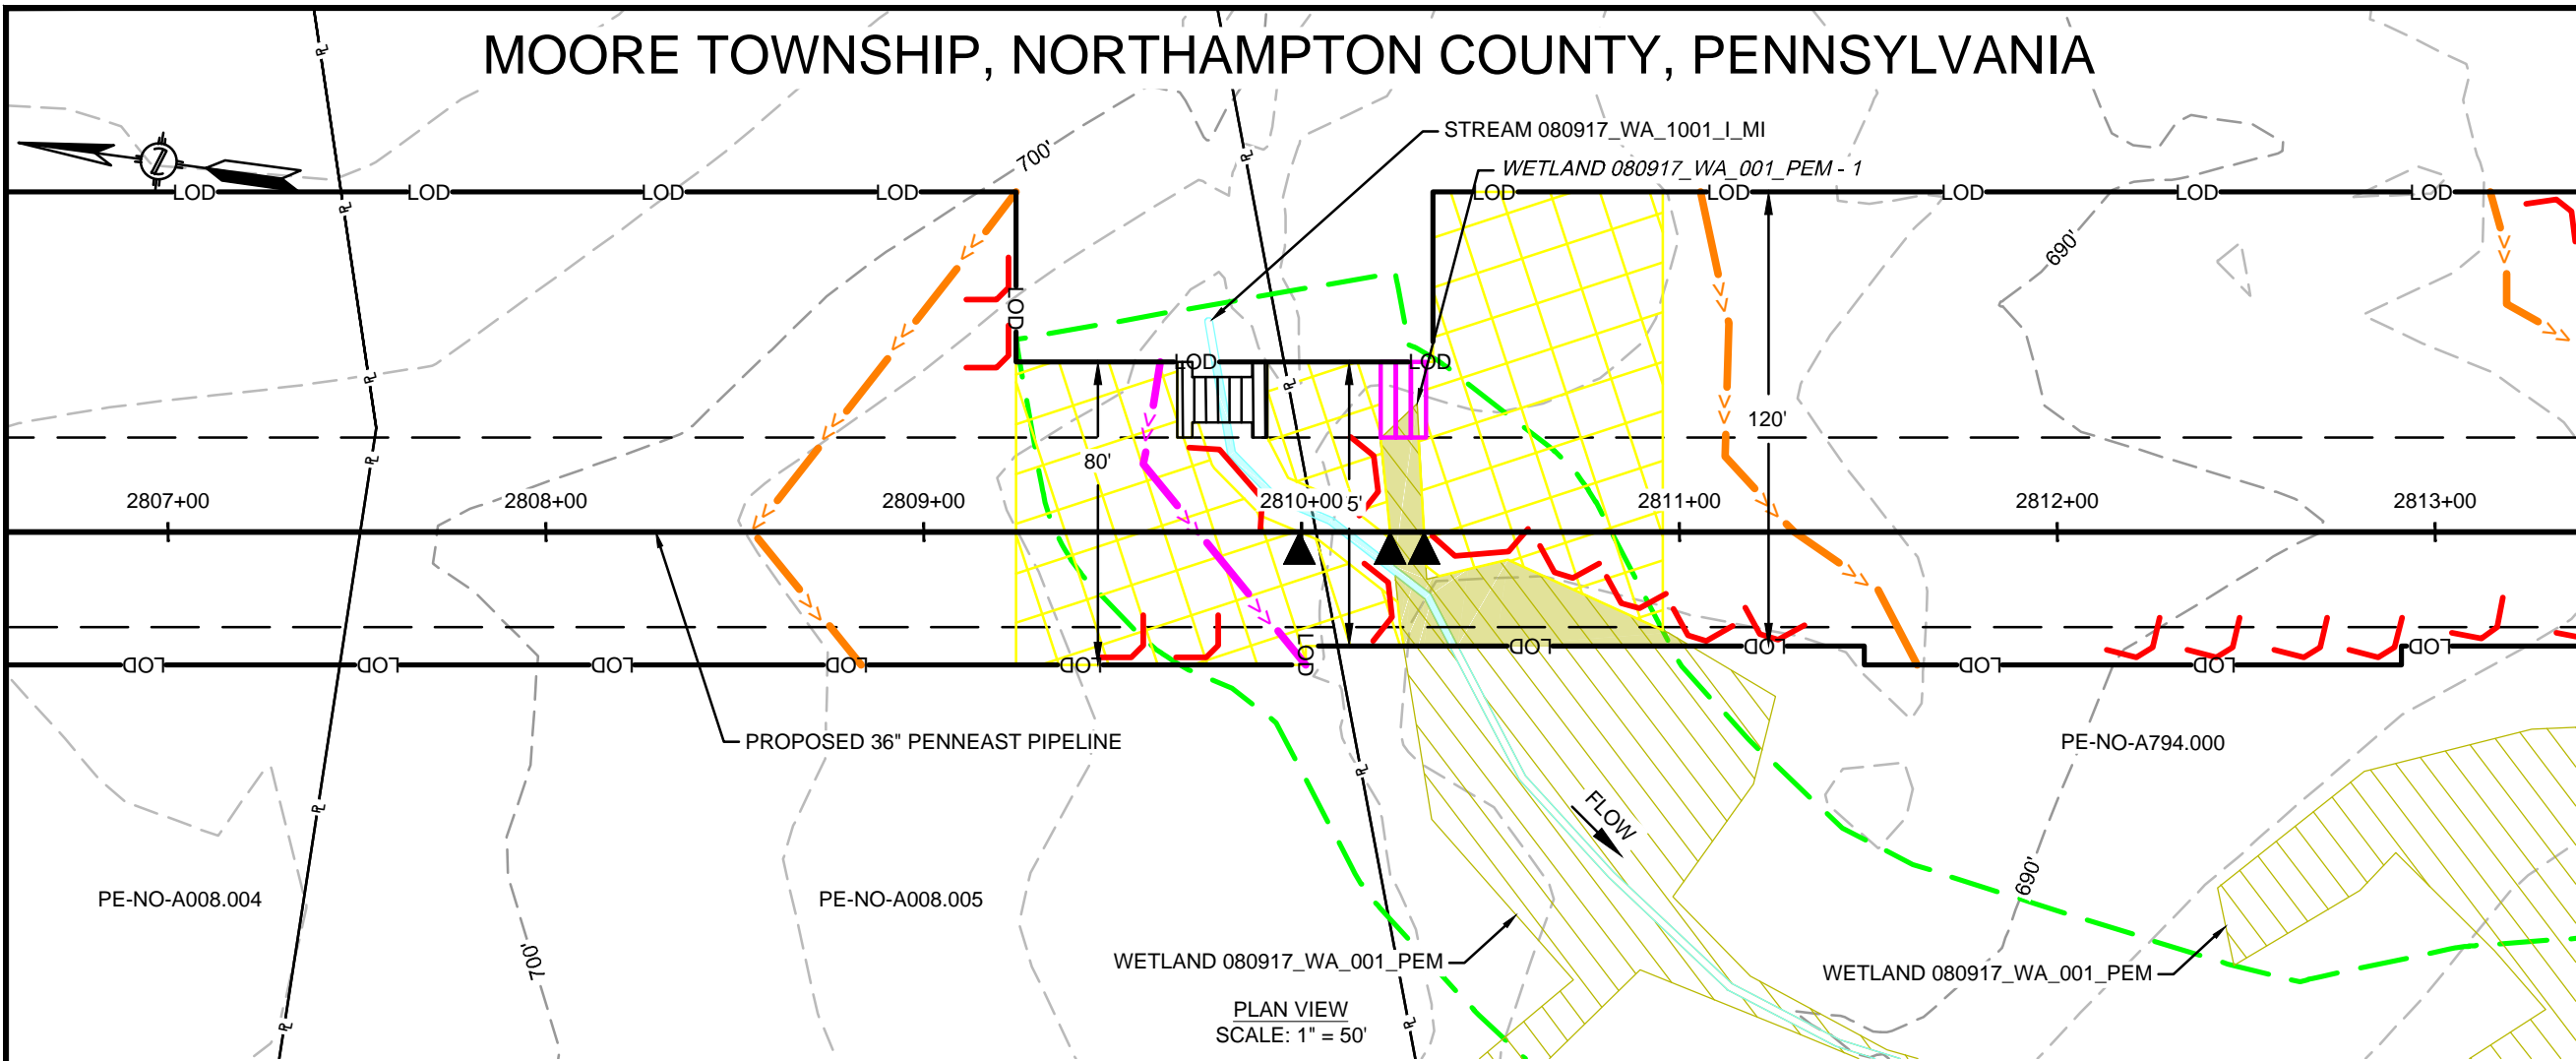 MOORE TOWNSHIP, NORTHAMPTON COUNTY, PENNSYLVANIA
STREAM 080917_WA_1001_I_MI
WETLAND 080917_WA_001_PEM - 1
700'
LOD LOD LOD LOD LOD LOD LOD LOD LOD
690'
LOD
LOD LOD
120'
80'
2807+00 2808+00 2809+00 2810+00 5' 2811+00 2812+00 2813+00
LOD LOD LOD
LOD LOD LOD LOD LOD LOD LOD LOD
PROPOSED 36" PENNEAST PIPELINE
PE-NO-A794.000
FLOW
PE-NO-A008.004
PE-NO-A008.005
690'
700'
WETLAND 080917_WA_001_PEM
WETLAND 080917_WA_001_PEM
PLAN VIEW
SCALE: 1" = 50'